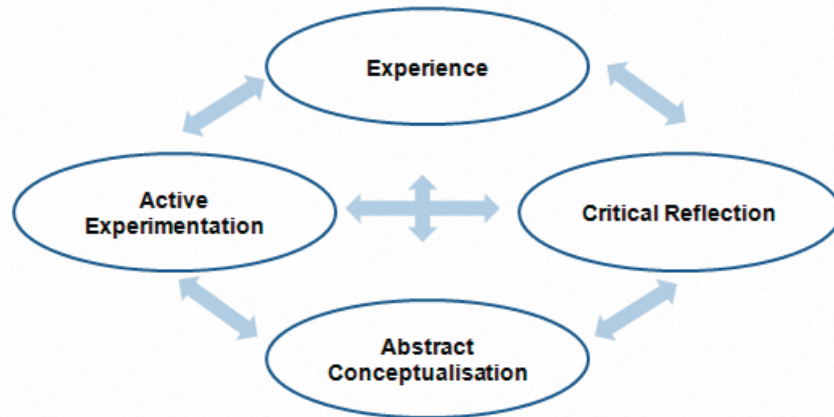 Experience
Active
Experimentation
Critical Reflection
Abstract
Conceptualisation